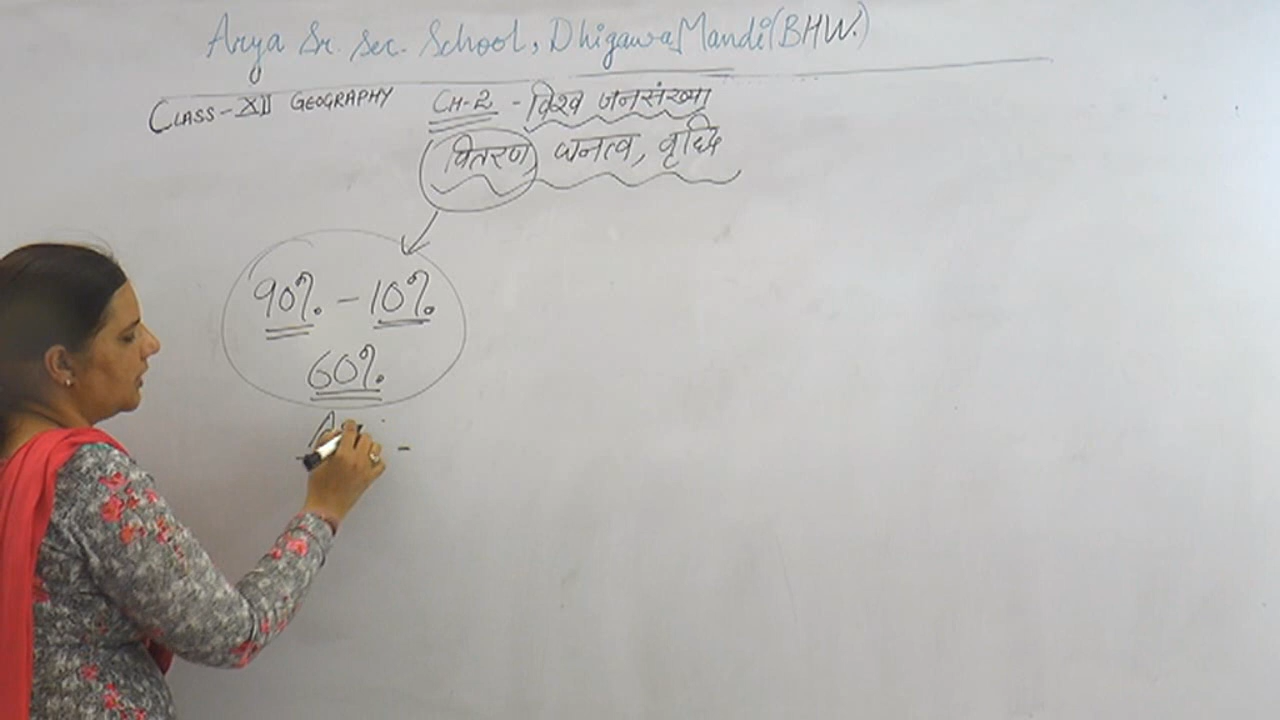 Arya Sr. Sec. School, Dhigawa Mandi (BHW.)
CLASS-XII GEOGRAPHY CH-2 - विश्व जनसंख्या
वितरण घनत्व, वृद्धि
90% - 10%
60%